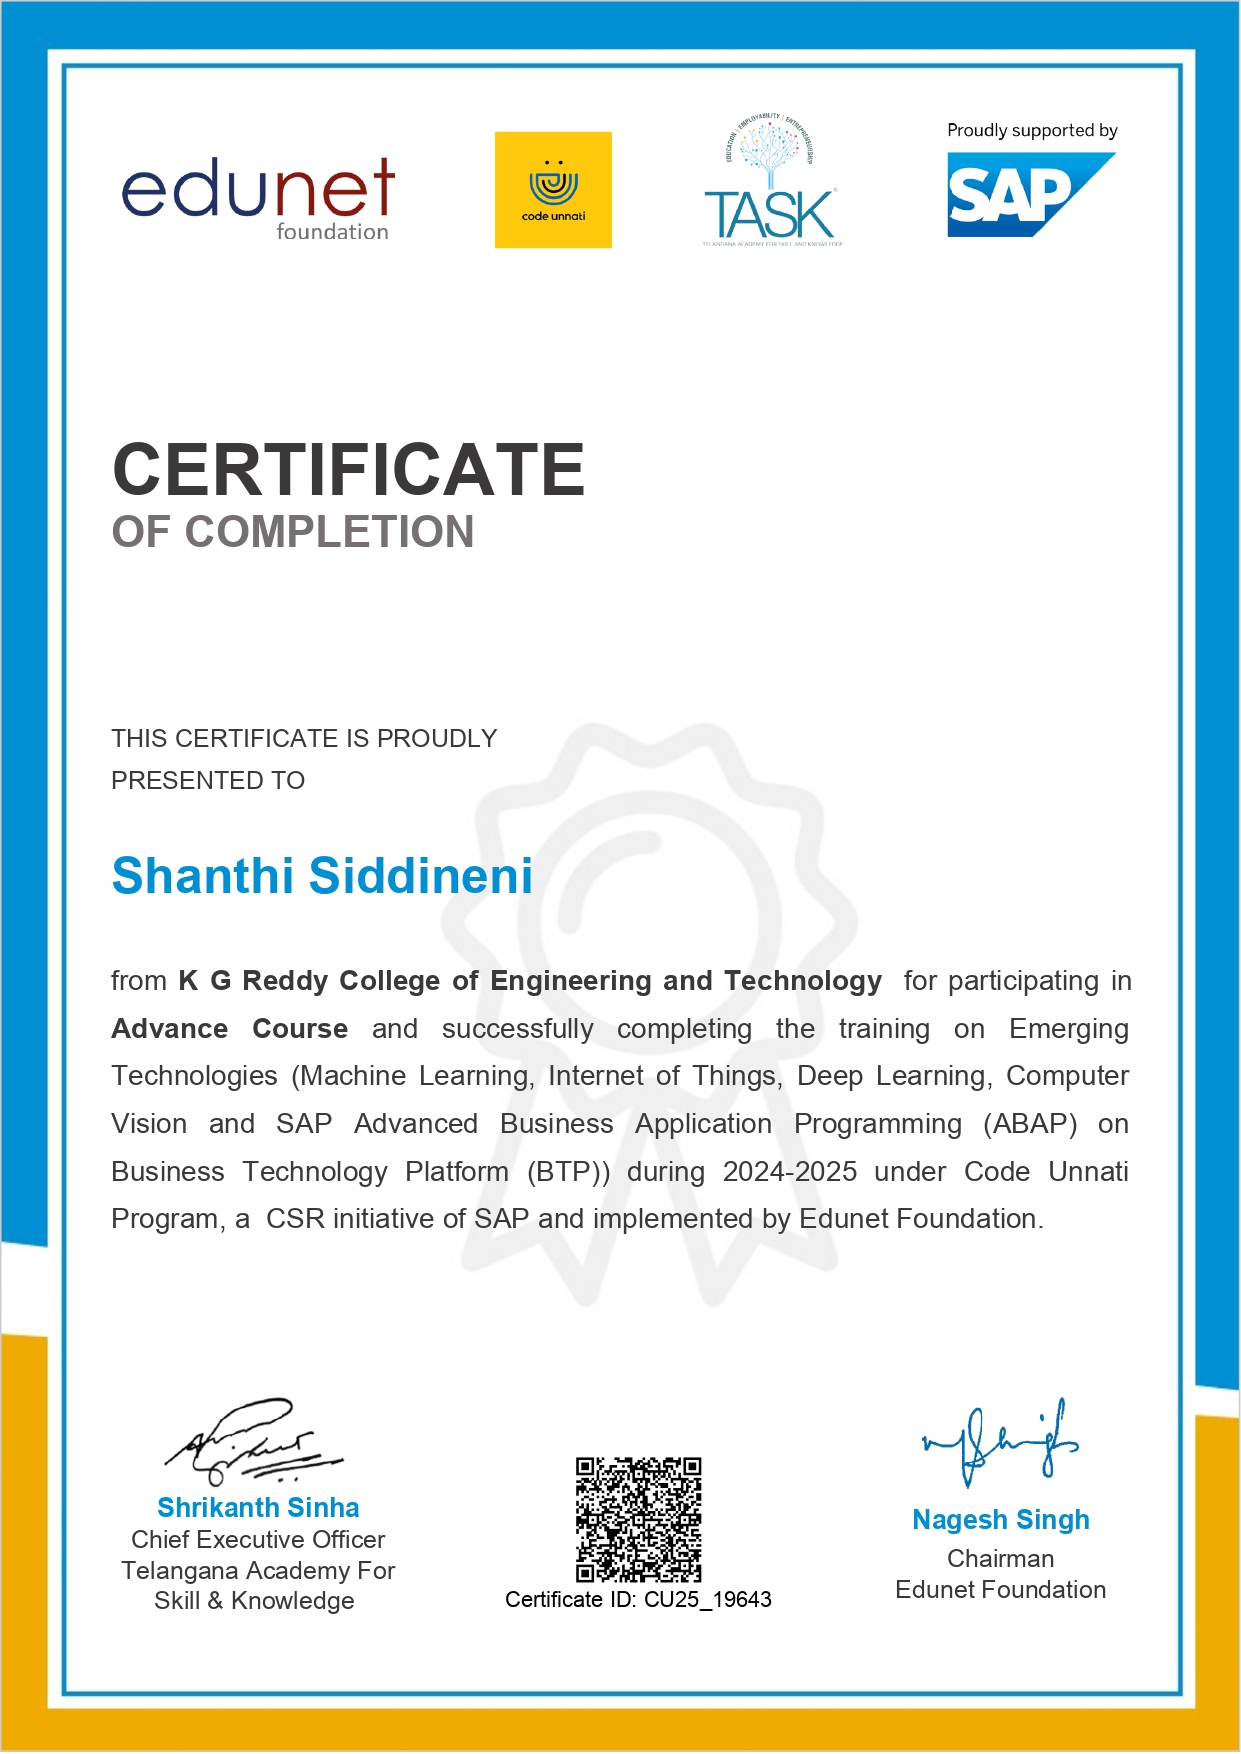 edunet
foundation
code unnati
EDUCATION | EMPLOYABILITY | ENTREPRENEURSHIP
TASK
TELANGANA ACADEMY FOR SKILL AND KNOWLEDGE
Proudly supported by
SAP
CERTIFICATE
OF COMPLETION
THIS CERTIFICATE IS PROUDLY
PRESENTED TO
Shanthi Siddineni
from K G Reddy College of Engineering and Technology for participating in
Advance Course and successfully completing the training on Emerging
Technologies (Machine Learning, Internet of Things, Deep Learning, Computer
Vision and SAP Advanced Business Application Programming (ABAP) on
Business Technology Platform (BTP)) during 2024-2025 under Code Unnati
Program, a CSR initiative of SAP and implemented by Edunet Foundation.
Shrikanth Sinha
Chief Executive Officer
Telangana Academy For
Skill & Knowledge
Certificate ID: CU25_19643
Nagesh Singh
Chairman
Edunet Foundation